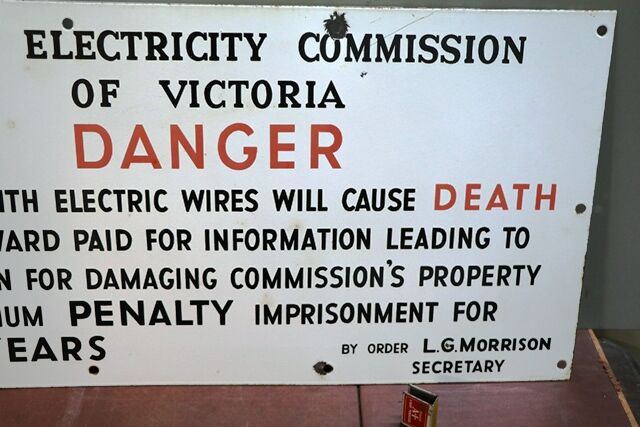 ELECTRICITY COMMISSION
OF VICTORIA
DANGER
ITH ELECTRIC WIRES WILL CAUSE DEATH
WARD PAID FOR INFORMATION LEADING TO
N FOR DAMAGING COMMISSION'S PROPERTY
UM PENALTY IMPRISONMENT FOR
YEARS
BY ORDER L.G.MORRISON
SECRETARY